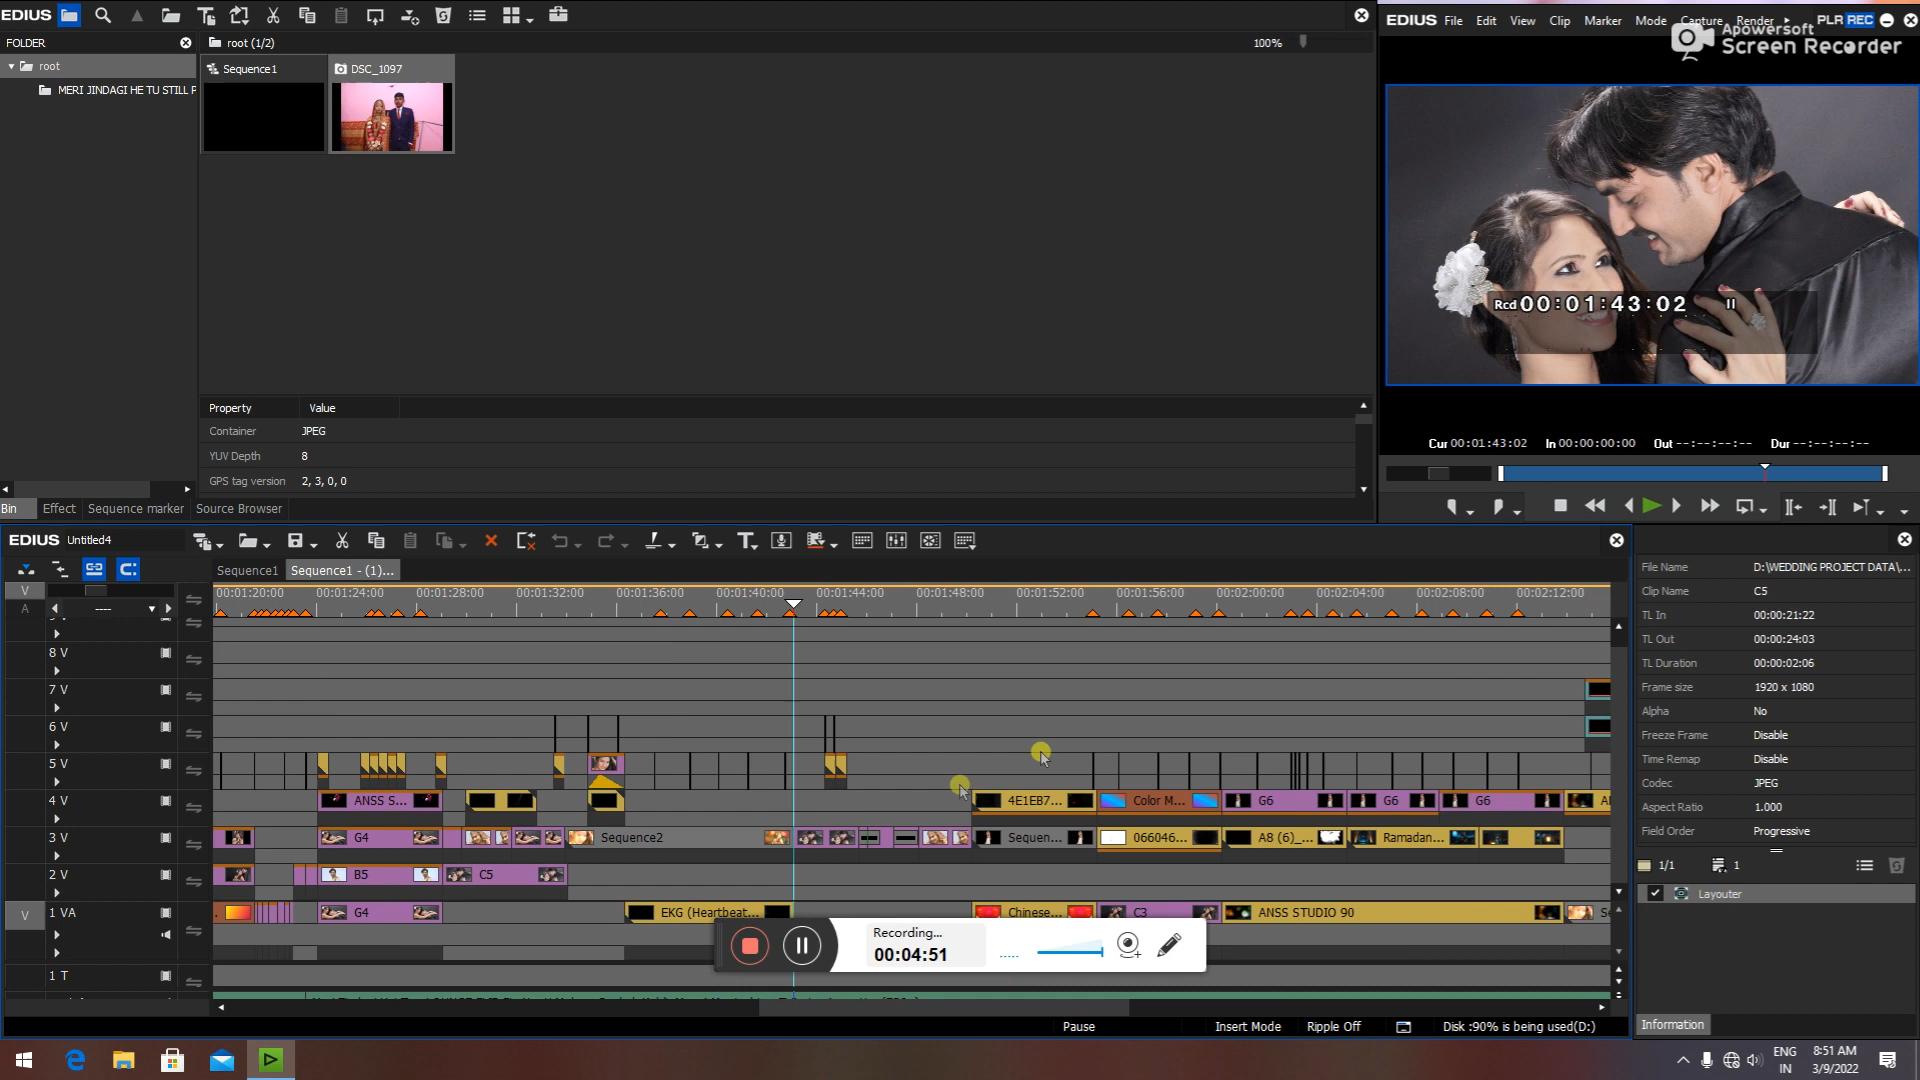 EDIUS
FOLDER
root
MERI JINDAGI HE TU STILL P
root (1/2)
100%
Sequence1
DSC_1097
Property Value
Container JPEG
YUV Depth 8
GPS tag version 2, 3, 0, 0
Bin Effect Sequence marker Source Browser
EDIUS File Edit View Clip Marker Mode Capture Render PLR REC
Apowersoft
Screen Recorder
Rcd 00:01:43:02
Cur 00:01:43:02 In 00:00:00:00 Out --:--:--:-- Dur --:--:--:--
EDIUS Untitled4
Sequence1 Sequence1 - (1)...
V
A ----
00:01:20:00 00:01:24:00 00:01:28:00 00:01:32:00 00:01:36:00 00:01:40:00 00:01:44:00 00:01:48:00 00:01:52:00 00:01:56:00 00:02:00:00 00:02:04:00 00:02:08:00 00:02:12:00
8 V
7 V
6 V
5 V
4 V ANSS S... 4E1EB7... Color M... G6 G6 G6
3 V G4 Sequence2 Sequen... 066046... A8 (6)_... Ramadan...
2 V B5 C5
V 1 VA G4 EKG (Heartbeat... Chinese... C3 ANSS STUDIO 90
1 T
Recording...
00:04:51
Pause Insert Mode Ripple Off Disk :90% is being used(D:)
File Name D:\WEDDING PROJECT DATA\...
Clip Name C5
TL In 00:00:21:22
TL Out 00:00:24:03
TL Duration 00:00:02:06
Frame size 1920 x 1080
Alpha No
Freeze Frame Disable
Time Remap Disable
Codec JPEG
Aspect Ratio 1.000
Field Order Progressive
1/1 1
Layouter
Information
ENG
IN
8:51 AM
3/9/2022